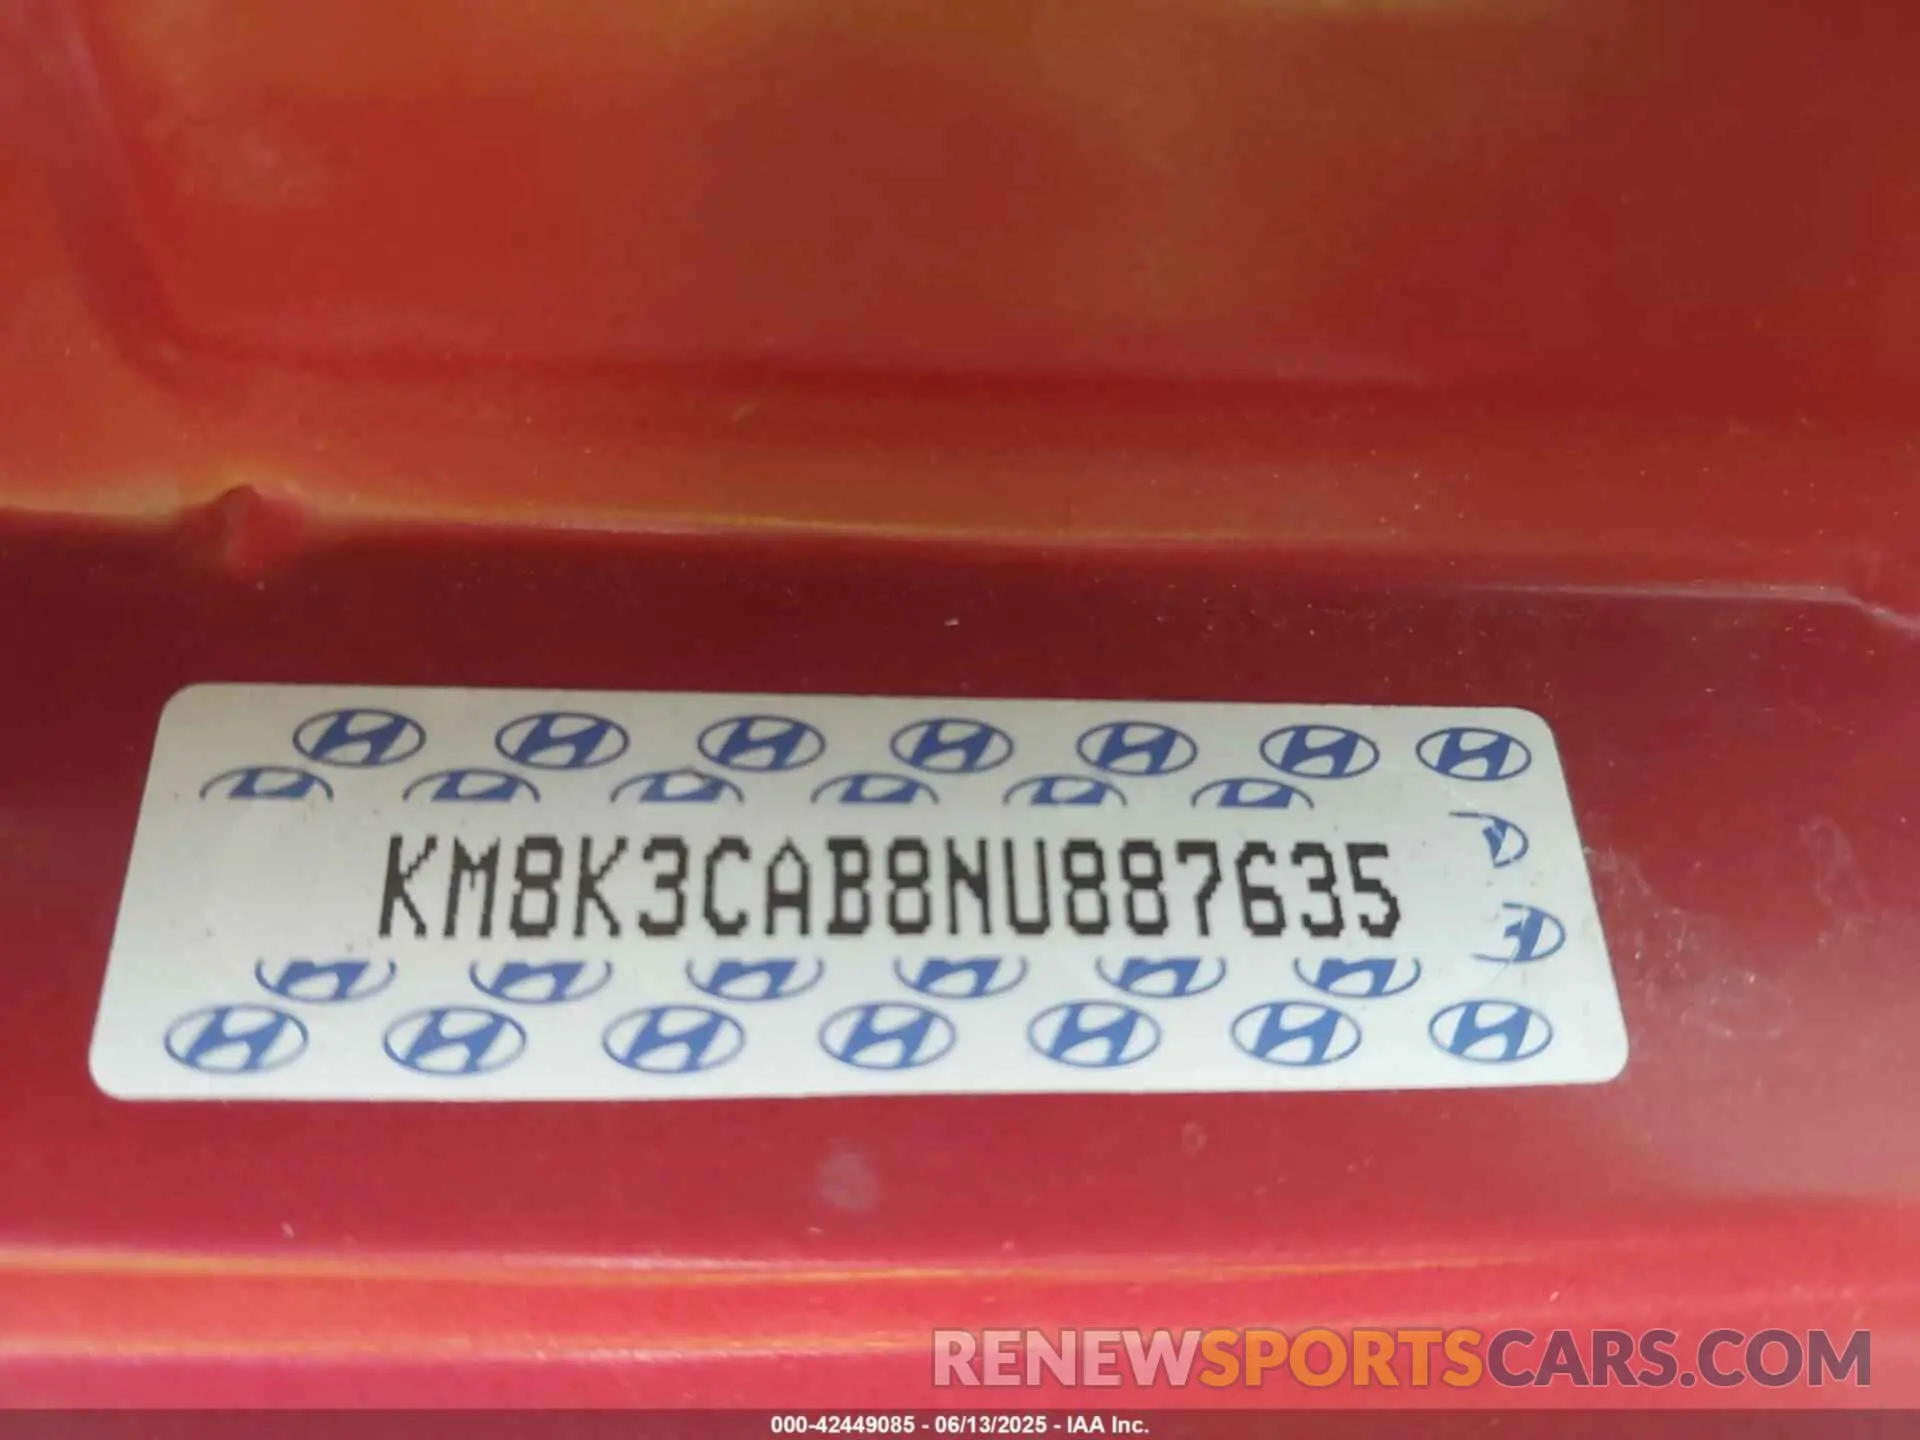 KM8K3CAB8NU887635
RENEWSPORTSCARS.COM
000-42449085 - 06/13/2025 - IAA Inc.